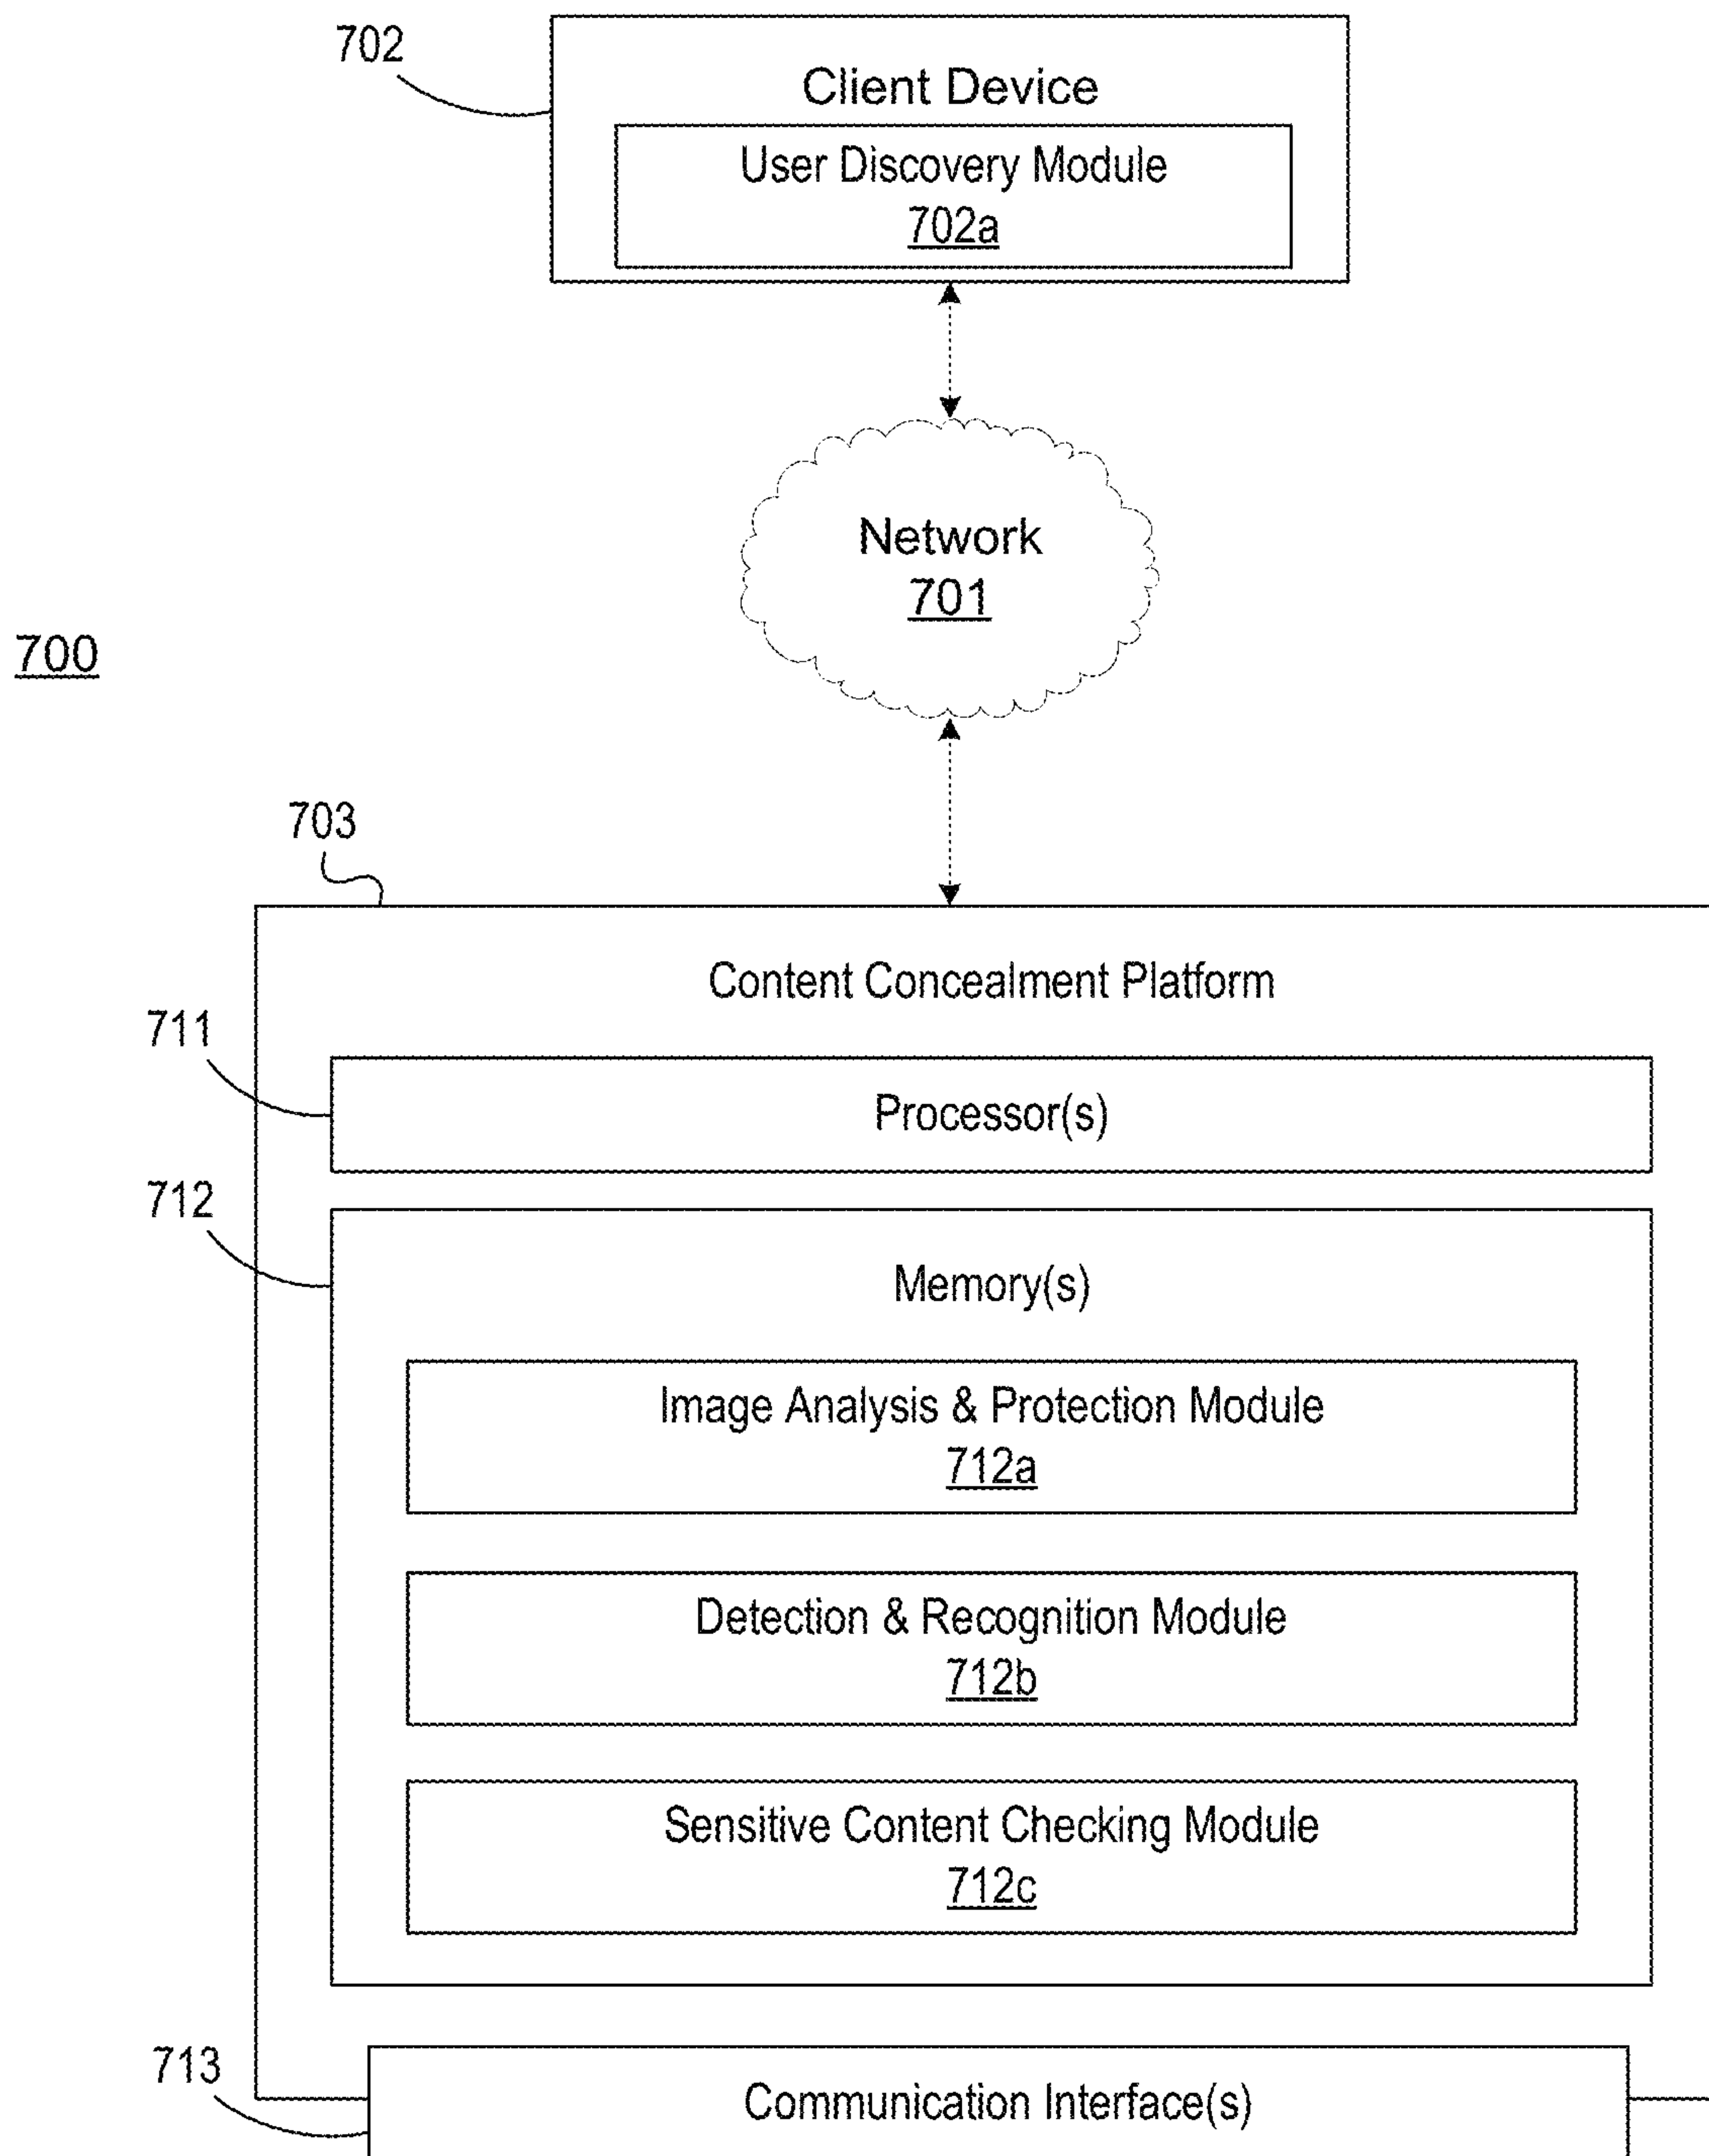 702
Client Device
User Discovery Module
702a
Network
701
700
703
Content Concealment Platform
711
Processor(s)
712
Memory(s)
Image Analysis & Protection Module
712a
Detection & Recognition Module
712b
Sensitive Content Checking Module
712c
713
Communication Interface(s)